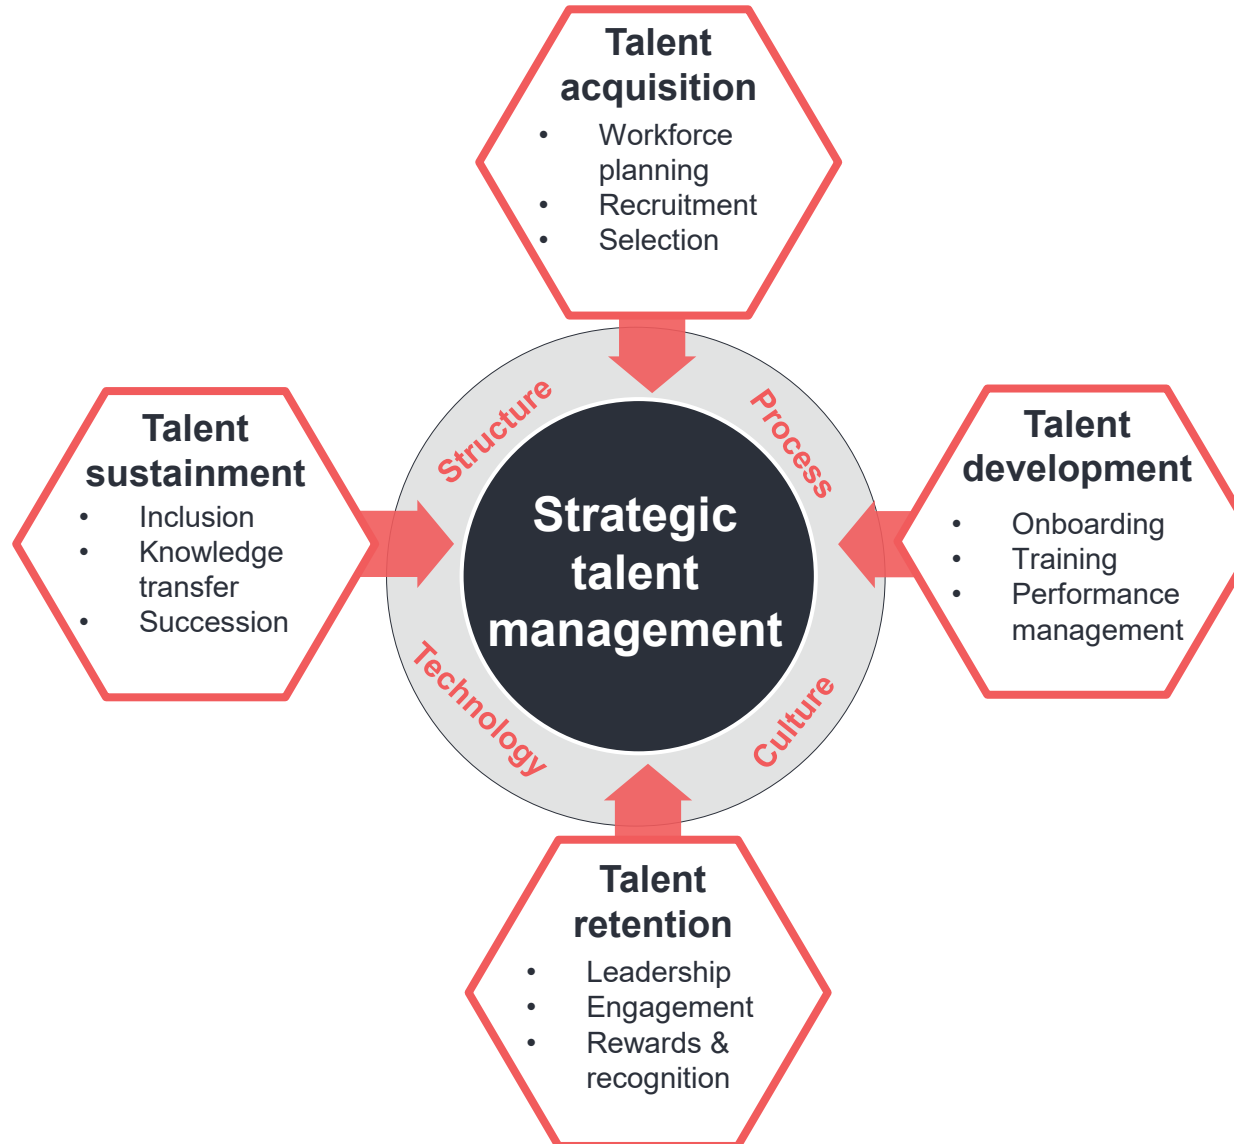 Talent
acquisition
• Workforce
planning
• Recruitment
• Selection
Structure
Process
Talent
sustainment
• Inclusion
• Knowledge
transfer
• Succession
Strategic
talent
management
Talent
development
• Onboarding
• Training
• Performance
management
Technology
Culture
Talent
retention
• Leadership
• Engagement
• Rewards &
recognition